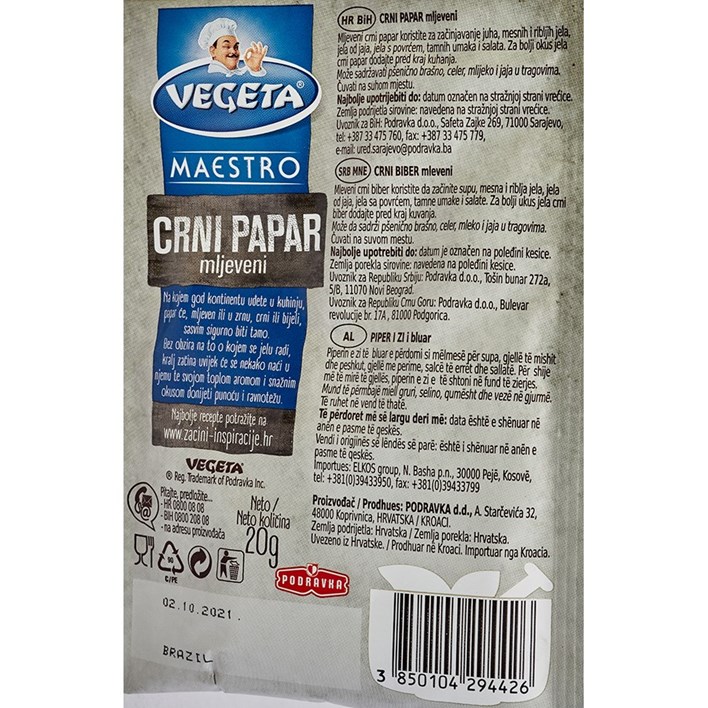 VEGETA®
MAESTRO
CRNI PAPAR
mljeveni
Na kojem god kontinentu uđete u kuhinju,
papar će, mljeven ili u zrnu, crni ili bijeli,
sasvim sigurno biti tamo.
Bez obzira na to o kojem se jelu radi,
kralj začina uvijek će se nekako naći u
njemu te svojom toplom aromom i snažnim
okusom donijeti punoću i ravnotežu.
Najbolje recepte potražite na
www.zacini-inspiracije.hr
VEGETA®
® Reg. Trademark of Podravka Inc.
Pitajte, predložite...
- HR 0800 08 08
- BIH 0800 208 08
- na adresu proizvođača
Neto /
Neto količina
20g
C/PE
PODRAVKA
02.10.2021.
BRAZIL
HR BiH CRNI PAPAR mljeveni
Mljeveni crni papar koristite za začinjavanje juha, mesnih i ribljih jela,
jela od jaja, jela s povrćem, tamnih umaka i salata. Za bolji okus jela
crni papar dodajte pred kraj kuhanja.
Može sadržavati pšenično brašno, celer, mlijeko i jaja u tragovima.
Čuvati na suhom mjestu.
Najbolje upotrijebiti do: datum označen na stražnjoj strani vrećice.
Zemlja podrijetla sirovine: navedena na stražnjoj strani vrećice.
Uvoznik za BiH: Podravka d.o.o., Safeta Zajke 269, 71000 Sarajevo,
tel: +387 33 475 760, fax: +387 33 475 779,
e-mail: ured.sarajevo@podravka.ba
SRB MNE CRNI BIBER mleveni
Mleveni crni biber koristite da začinite supu, mesna i riblja jela, jela
od jaja, jela sa povrćem, tamne umake i salate. Za bolji ukus jela crni
biber dodajte pred kraj kuvanja.
Može da sadrži pšenično brašno, celer, mleko i jaja u tragovima.
Čuvati na suvom mestu.
Najbolje upotrebiti do: datum je označen na poleđini kesice.
Zemlja porekla sirovine: navedena na poleđini kesice.
Uvoznik za Republiku Srbiju: Podravka d.o.o., Tošin bunar 272a,
5/B, 11070 Novi Beograd.
Uvoznik za Republiku Crnu Goru: Podravka d.o.o., Bulevar
revolucije br. 17A, 81000 Podgorica.
AL PIPER I ZI i bluar
Piperin e zi të bluar e përdorni si mëlmesë për supa, gjellë të mishit
dhe peshkut, gjellë me perime, salcë të errët dhe sallatë. Për shije
më të mirë të gjellës, piperin e zi e të shtoni në fund të zierjes.
Mund të përmbajë miell gruri, selino, qumësht dhe vezë në gjurmë.
Të ruhet në vend të thatë.
Të përdoret më së largu deri më: data është e shënuar në
anën e pasme të qeskës.
Vendi i origjinës së lëndës së parë: është i shënuar në anën e
pasme të qeskës.
Importues: ELKOS group, N. Basha p.n., 30000 Pejë, Kosovë,
tel: +381(0)39433950, fax: +381(0)39433799
Proizvođač / Prodhues: PODRAVKA d.d., A. Starčevića 32,
48000 Koprivnica, HRVATSKA / KROACI.
Zemlja podrijetla: Hrvatska / Zemlja porekla: Hrvatska.
Uvezeno iz Hrvatske. / Prodhuar në Kroaci. Importuar nga Kroacia.
3 850104 294426